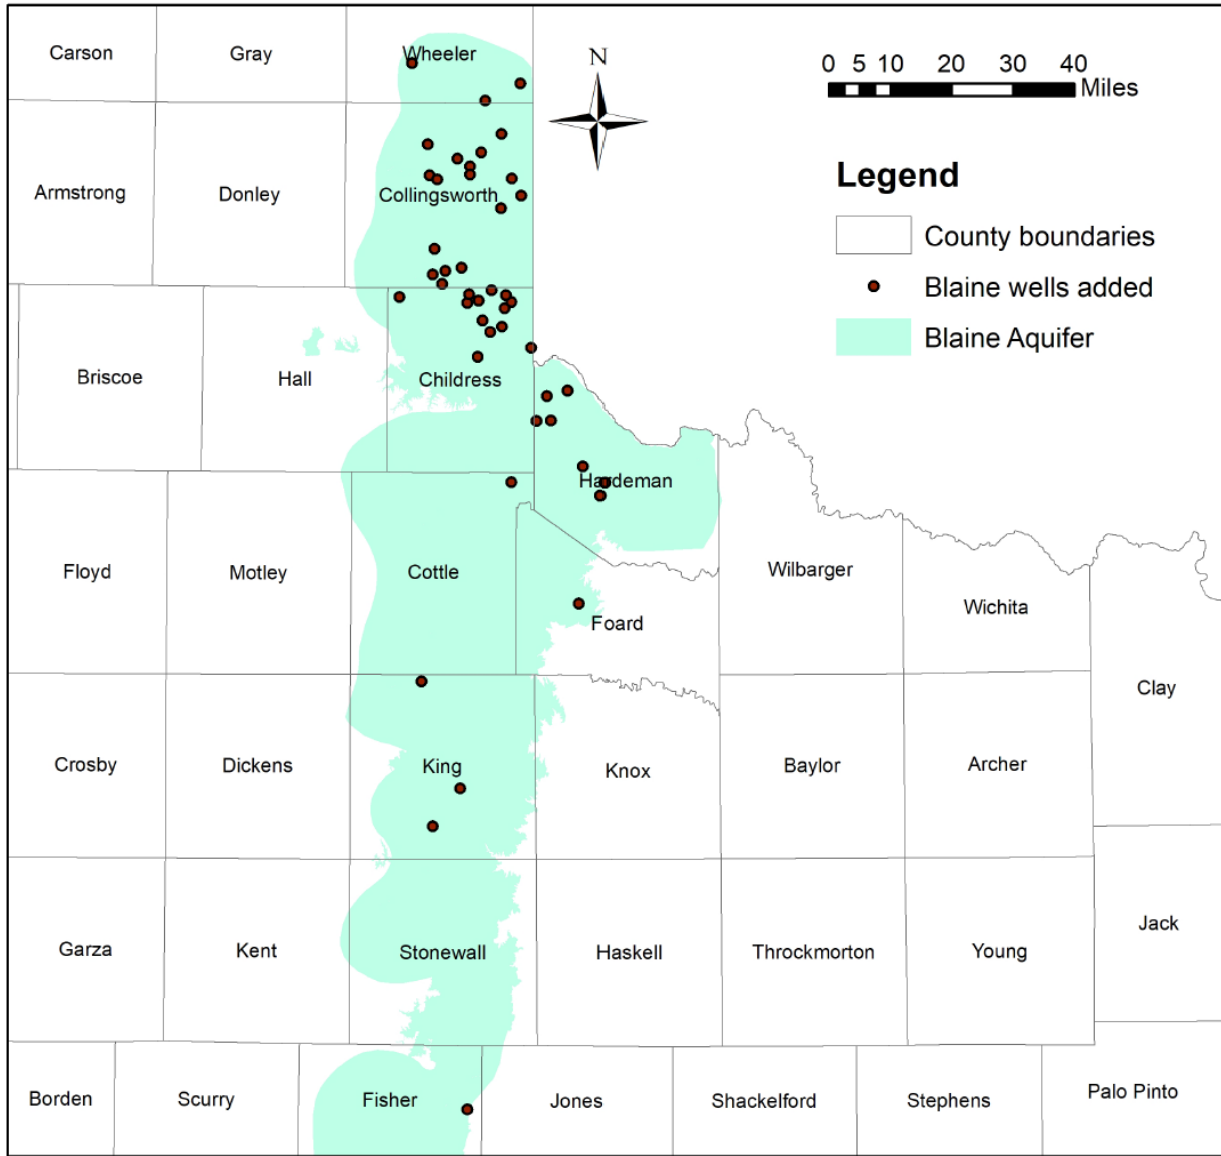 Carson
Gray
Wheeler
N
0 5 10 20 30 40
Miles
Armstrong
Donley
Collingsworth
Legend
County boundaries
Blaine wells added
Blaine Aquifer
Briscoe
Hall
Childress
Hardeman
Floyd
Motley
Cottle
Foard
Wilbarger
Wichita
Clay
Crosby
Dickens
King
Knox
Baylor
Archer
Garza
Kent
Stonewall
Haskell
Throckmorton
Young
Jack
Borden
Scurry
Fisher
Jones
Shackelford
Stephens
Palo Pinto